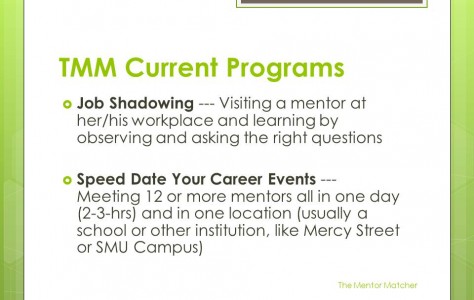 TMM Current Programs
Job Shadowing --- Visiting a mentor at
her/his workplace and learning by
observing and asking the right questions
Speed Date Your Career Events ---
Meeting 12 or more mentors all in one day
(2-3-hrs) and in one location (usually a
school or other institution, like Mercy Street
or SMU Campus)
The Mentor Matcher